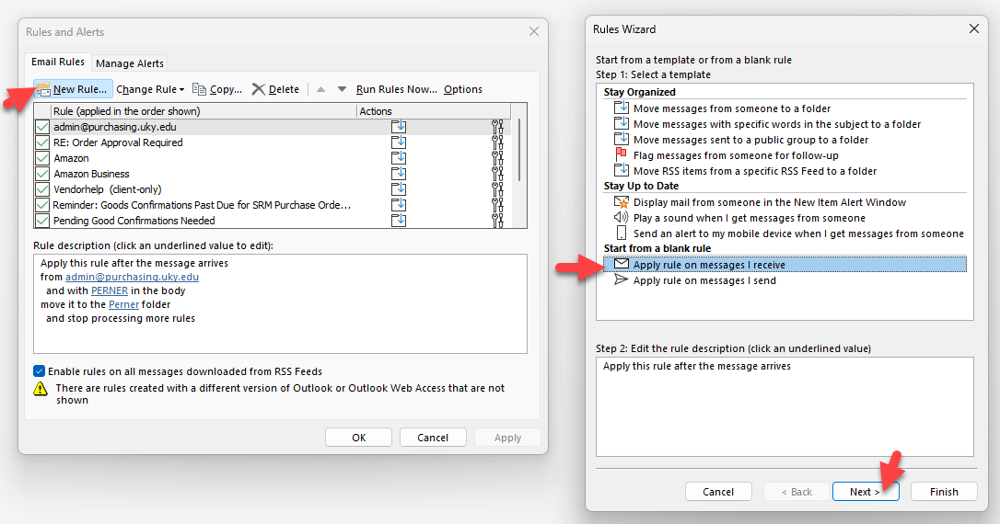 Rules and Alerts
Email Rules
Manage Alerts
New Rule...
Change Rule
Copy...
Delete
Run Rules Now...
Options
Rule (applied in the order shown)
Actions
admin@purchasing.uky.edu
RE: Order Approval Required
Amazon
Amazon Business
Vendorhelp (client-only)
Reminder: Goods Confirmations Past Due for SRM Purchase Orde...
Pending Good Confirmations Needed
Rule description (click an underlined value to edit):
Apply this rule after the message arrives
from admin@purchasing.uky.edu
and with PERNER in the body
move it to the Perner folder
and stop processing more rules
Enable rules on all messages downloaded from RSS Feeds
There are rules created with a different version of Outlook or Outlook Web Access that are not
shown
OK
Cancel
Apply
Rules Wizard
Start from a template or from a blank rule
Step 1: Select a template
Stay Organized
Move messages from someone to a folder
Move messages with specific words in the subject to a folder
Move messages sent to a public group to a folder
Flag messages from someone for follow-up
Move RSS items from a specific RSS Feed to a folder
Stay Up to Date
Display mail from someone in the New Item Alert Window
Play a sound when I get messages from someone
Send an alert to my mobile device when I get messages from someone
Start from a blank rule
Apply rule on messages I receive
Apply rule on messages I send
Step 2: Edit the rule description (click an underlined value)
Apply this rule after the message arrives
Cancel
< Back
Next >
Finish